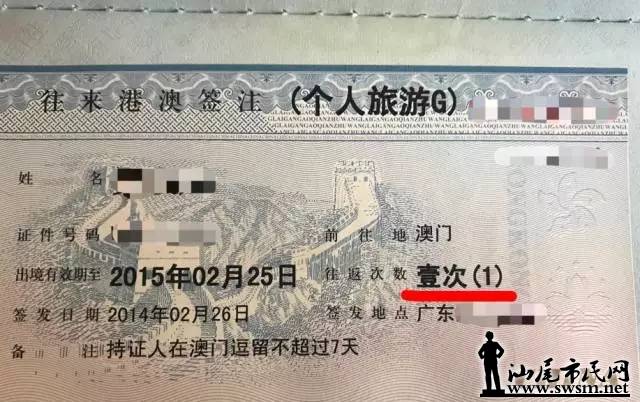 往来港澳签注 (个人旅游G)
GLAIGANGAOQIANZHUWANGLAIGANGAOQIANZHUWANGLAIGANGAOQIANZHU
姓 名
证件号码
前往地 澳门
出境有效期至 2015年02月25日
往返次数 壹次(1)
签发日期 2014年02月26日
签发地点 广东
备 注 持证人在澳门逗留不超过7天
汕尾市民网
www.swsm.net